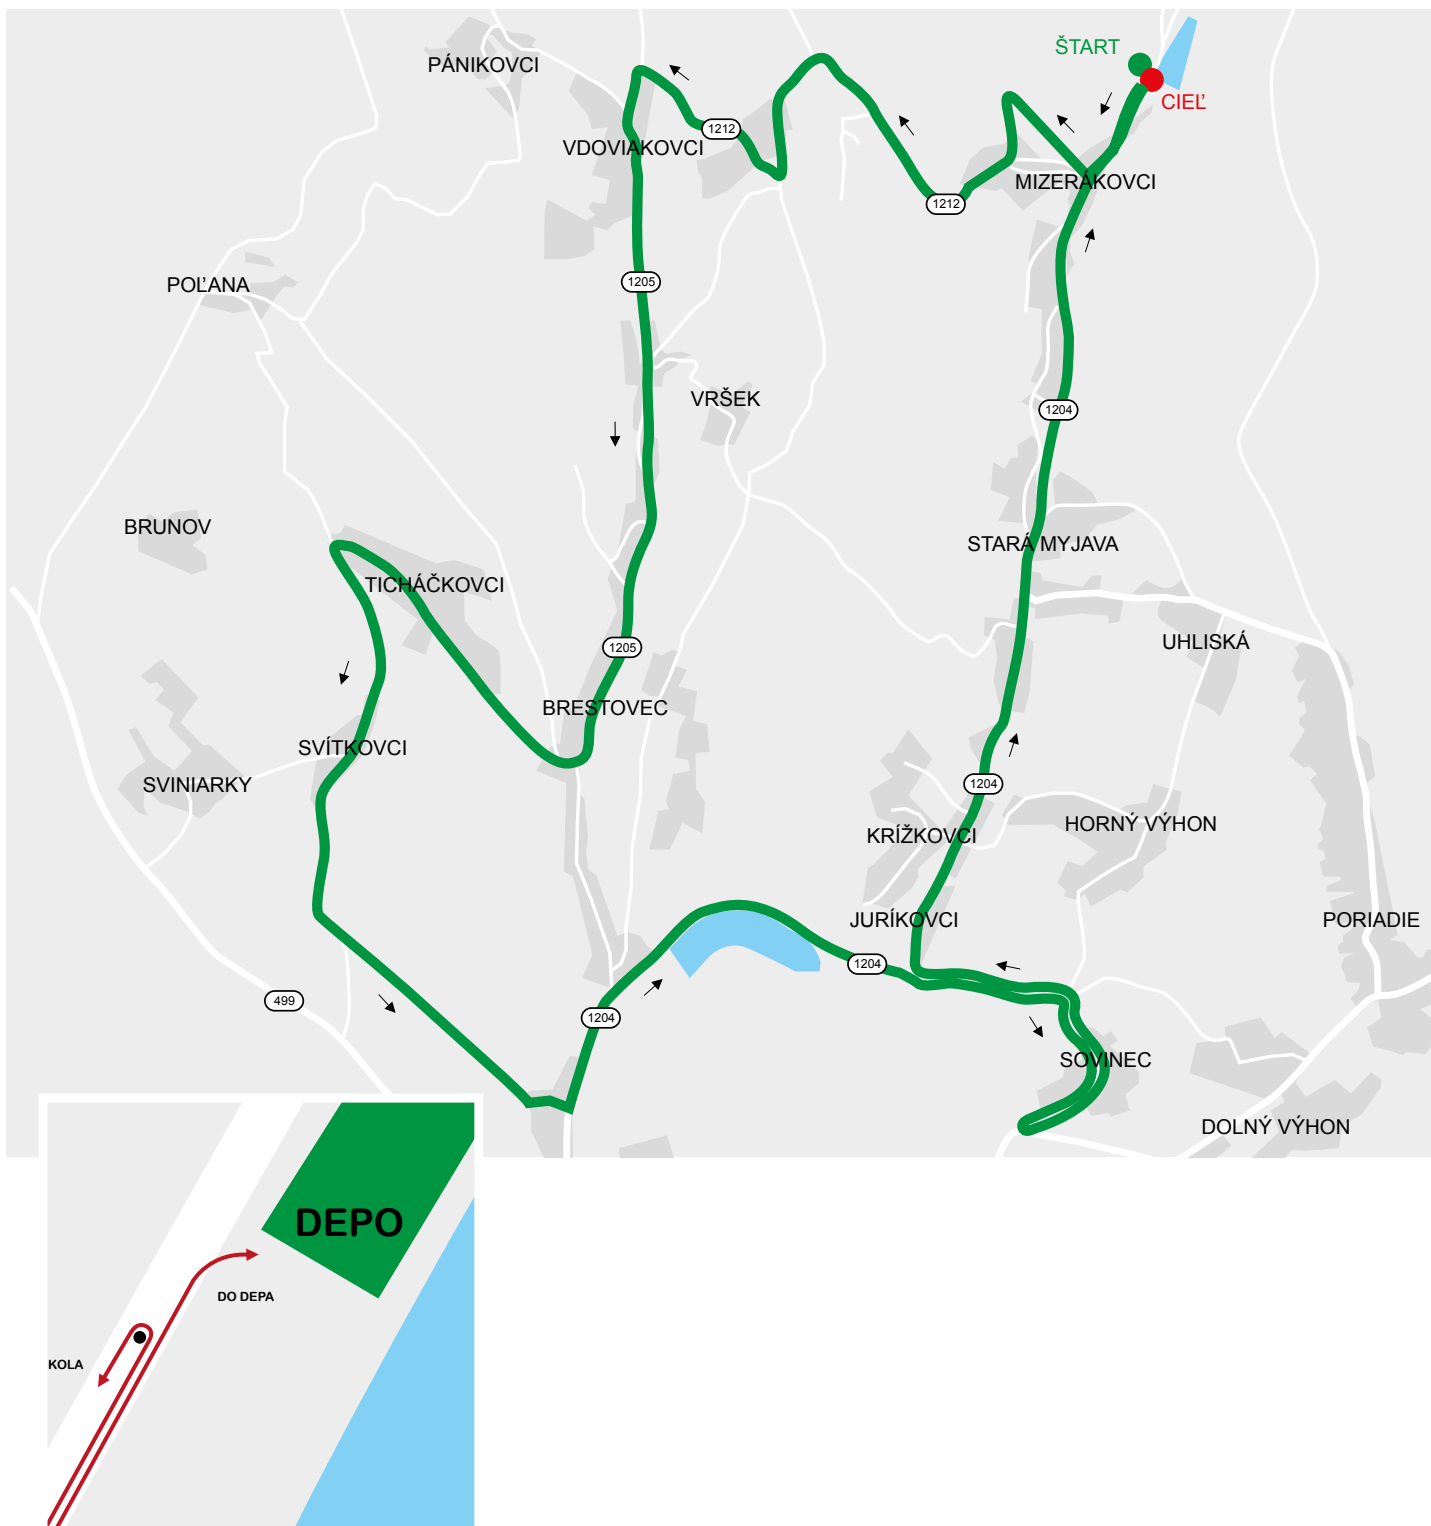 ŠTART
PÁNIKOVCI
CIEĽ
1212
VDOVIAKOVCI
MIZERÁKOVCI
1212
1205
POĽANA
VRŠEK
1204
BRUNOV
STARÁ MYJAVA
TICHÁČKOVCI
UHLISKÁ
1205
BRESTOVEC
SVÍTKOVCI
SVINIARKY
1204
HORNÝ VÝHON
KRÍŽKOVCI
JURÍKOVCI
PORIADIE
1204
499
1204
SOVINEC
DOLNÝ VÝHON
DEPO
DO DEPA
KOLA